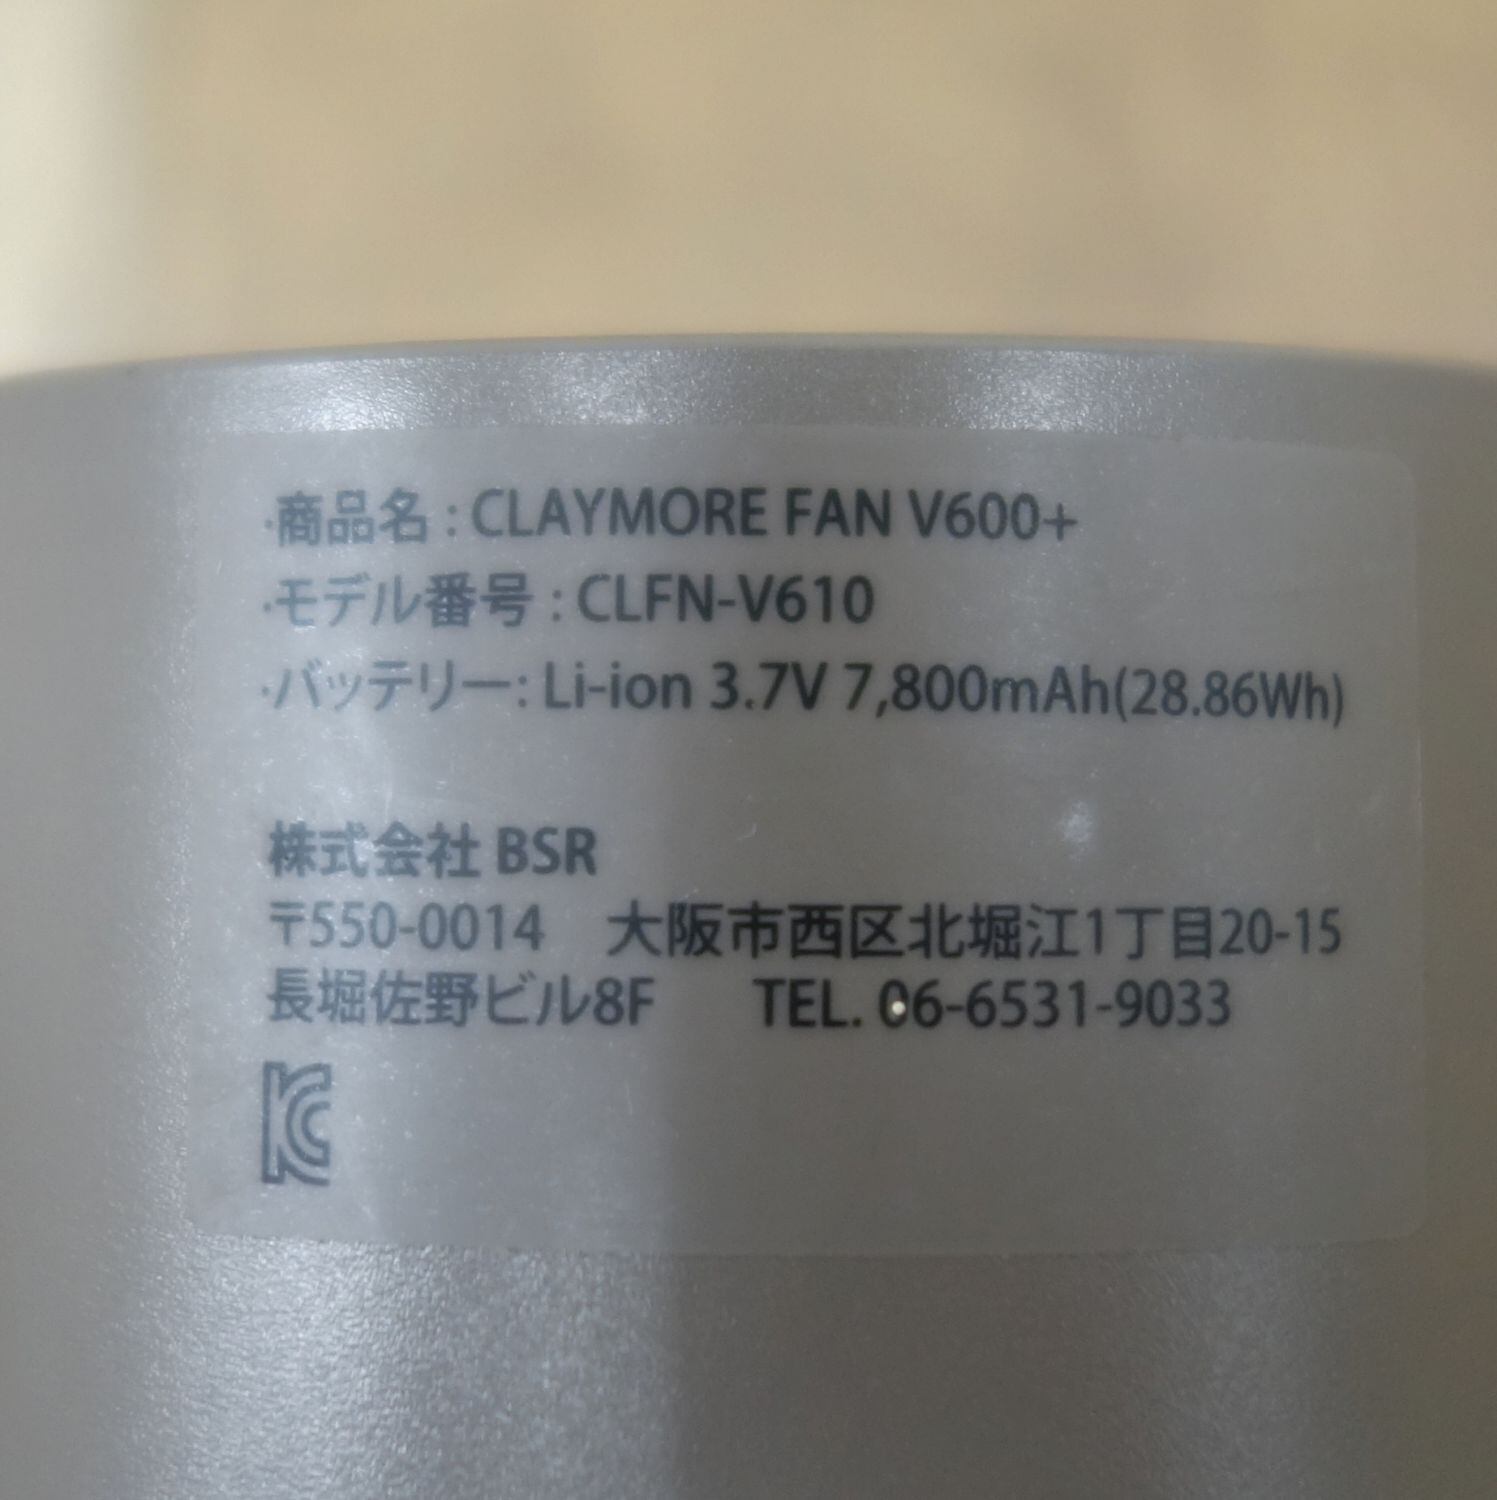 ·商品名 : CLAYMORE FAN V600+
·モデル番号 : CLFN-V610
·バッテリー: Li-ion 3.7V 7,800mAh(28.86Wh)
株式会社 BSR
〒550-0014 大阪市西区北堀江1丁目20-15
長堀佐野ビル8F TEL. 06-6531-9033
KC